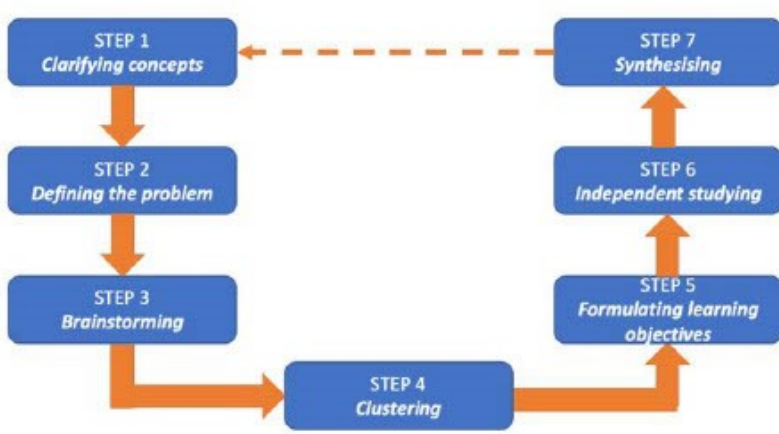 STEP 1
Clarifying concepts
STEP 2
Defining the problem
STEP 3
Brainstorming
STEP 4
Clustering
STEP 5
Formulating learning
objectives
STEP 6
Independent studying
STEP 7
Synthesising